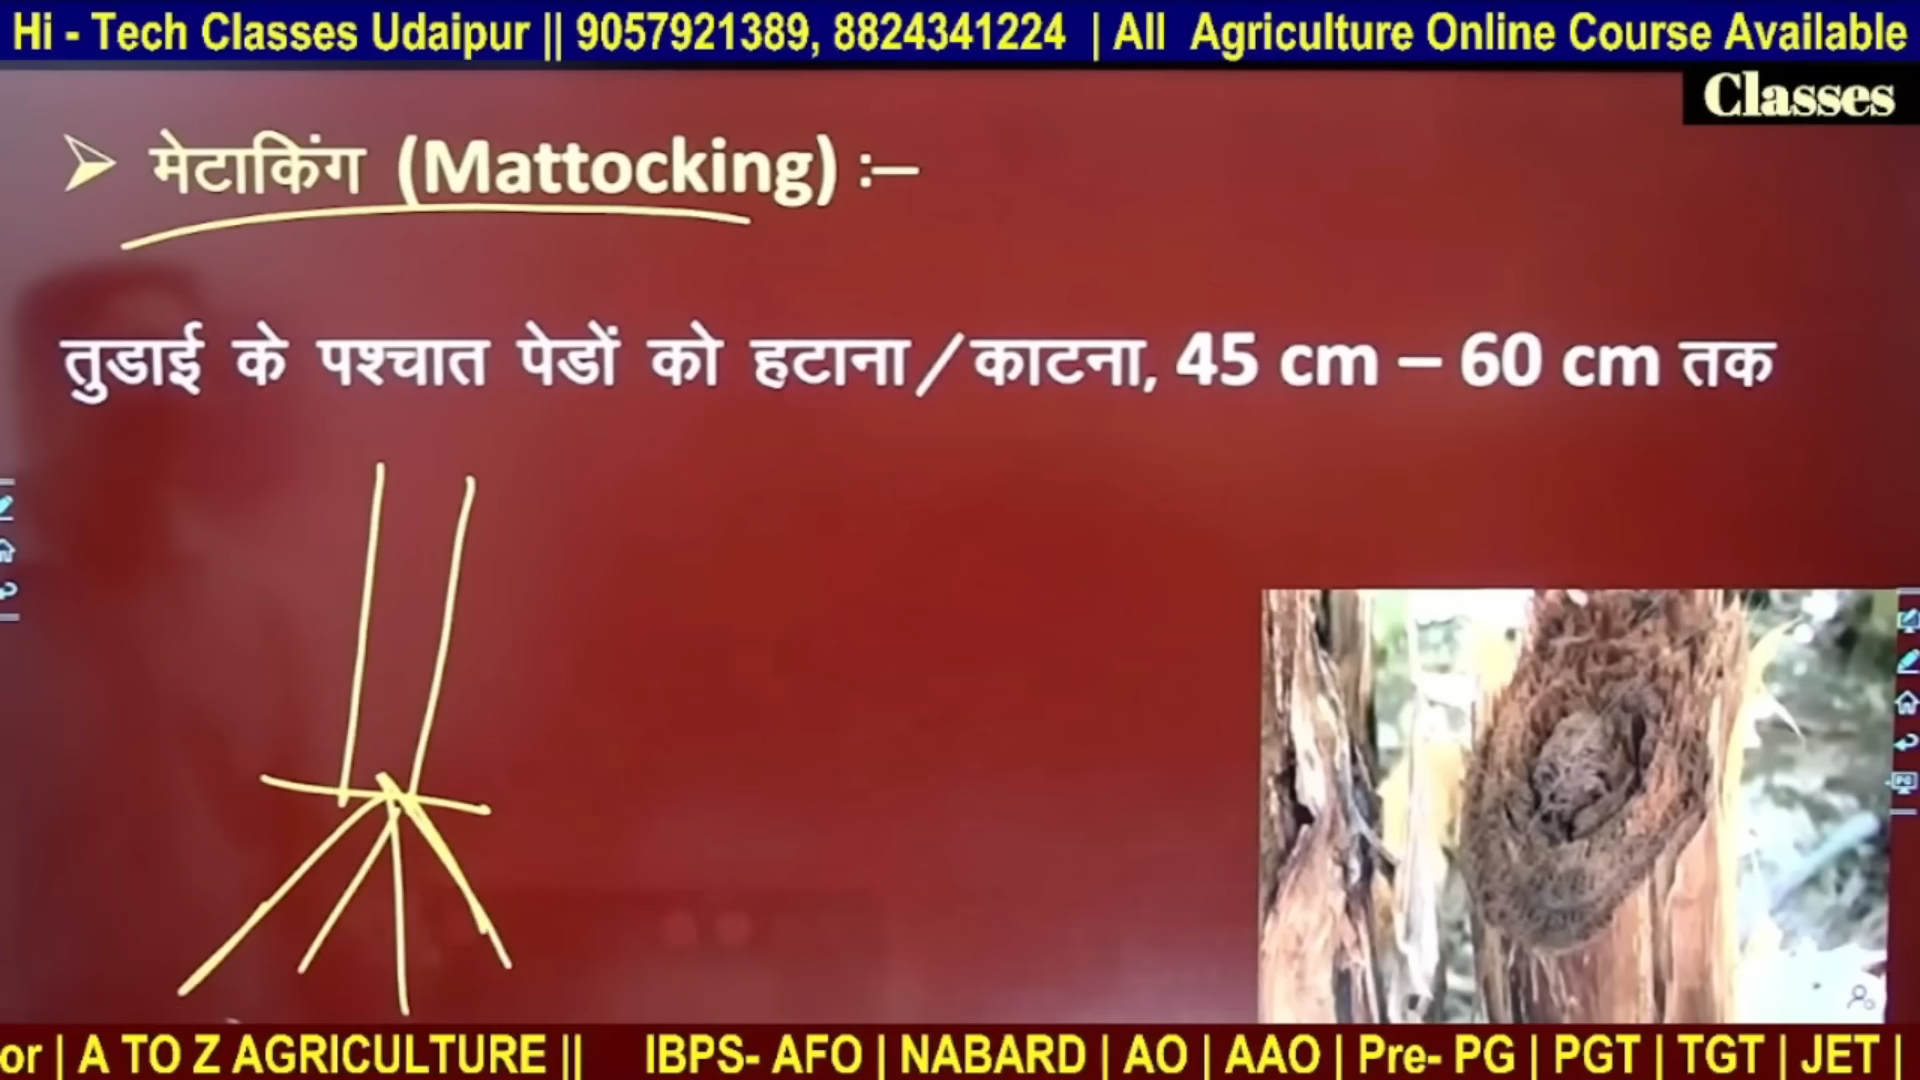 Hi - Tech Classes Udaipur || 9057921389, 8824341224 | All Agriculture Online Course Available
Classes
➢ मेटाकिंग (Mattocking) :–
तुडाई के पश्चात पेडों को हटाना/काटना, 45 cm – 60 cm तक
or | A TO Z AGRICULTURE || IBPS- AFO | NABARD | AO | AAO | Pre- PG | PGT | TGT | JET |